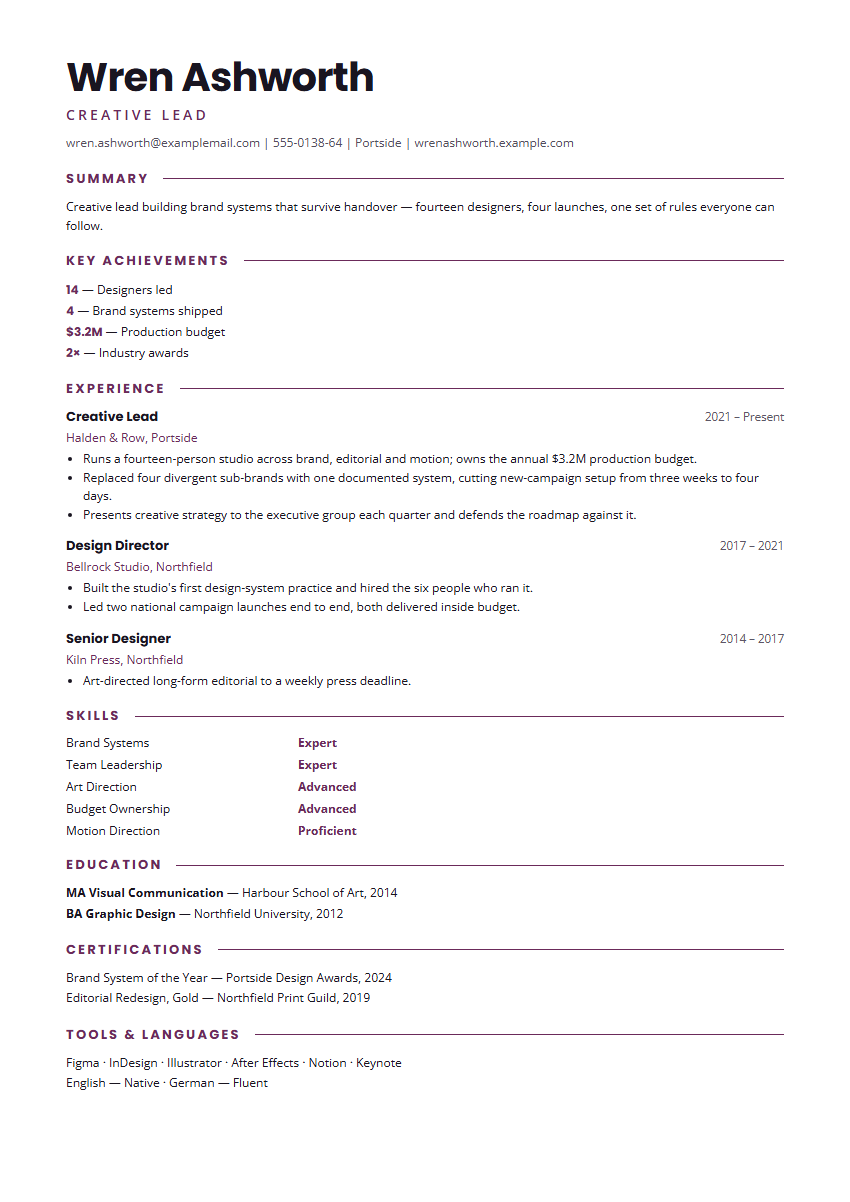 Wren Ashworth
CREATIVE LEAD
wren.ashworth@examplemail.com | 555-0138-64 | Portside | wrenashworth.example.com
SUMMARY
Creative lead building brand systems that survive handover — fourteen designers, four launches, one set of rules everyone can
follow.
KEY ACHIEVEMENTS
14 — Designers led
4 — Brand systems shipped
$3.2M — Production budget
2× — Industry awards
EXPERIENCE
Creative Lead 2021 – Present
Halden & Row, Portside
• Runs a fourteen-person studio across brand, editorial and motion; owns the annual $3.2M production budget.
• Replaced four divergent sub-brands with one documented system, cutting new-campaign setup from three weeks to four
days.
• Presents creative strategy to the executive group each quarter and defends the roadmap against it.
Design Director 2017 – 2021
Bellrock Studio, Northfield
• Built the studio's first design-system practice and hired the six people who ran it.
• Led two national campaign launches end to end, both delivered inside budget.
Senior Designer 2014 – 2017
Kiln Press, Northfield
• Art-directed long-form editorial to a weekly press deadline.
SKILLS
Brand Systems Expert
Team Leadership Expert
Art Direction Advanced
Budget Ownership Advanced
Motion Direction Proficient
EDUCATION
MA Visual Communication — Harbour School of Art, 2014
BA Graphic Design — Northfield University, 2012
CERTIFICATIONS
Brand System of the Year — Portside Design Awards, 2024
Editorial Redesign, Gold — Northfield Print Guild, 2019
TOOLS & LANGUAGES
Figma · InDesign · Illustrator · After Effects · Notion · Keynote
English — Native · German — Fluent